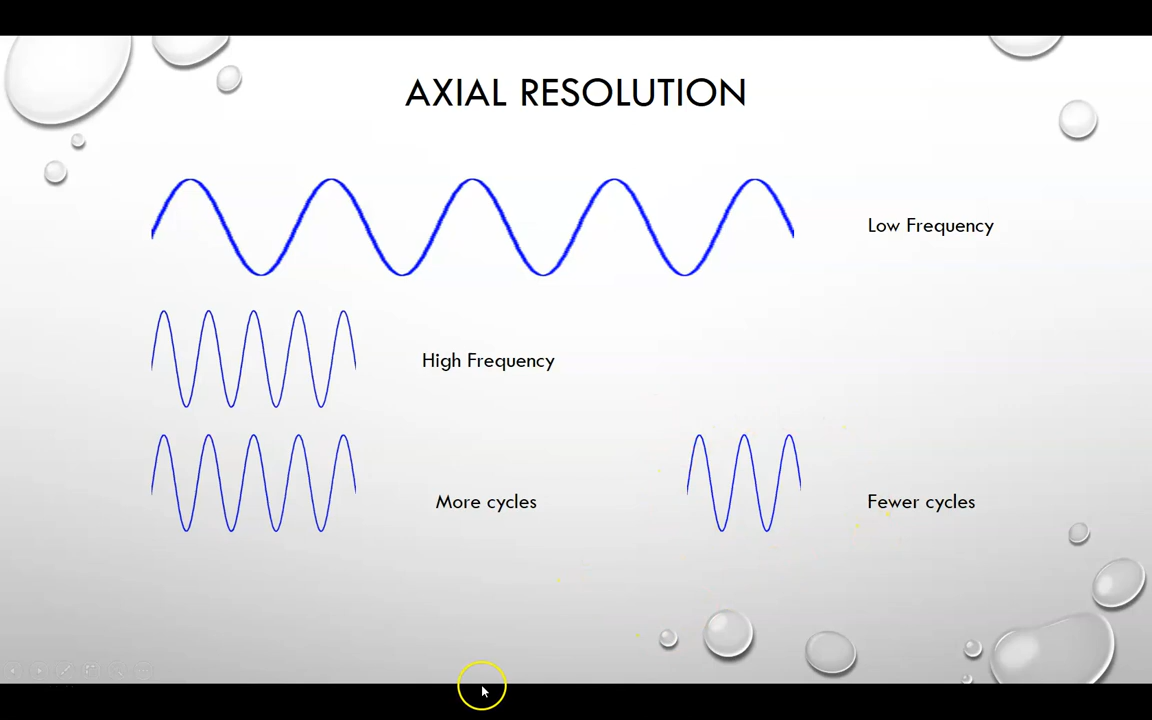 AXIAL RESOLUTION
Low Frequency
High Frequency
More cycles
Fewer cycles